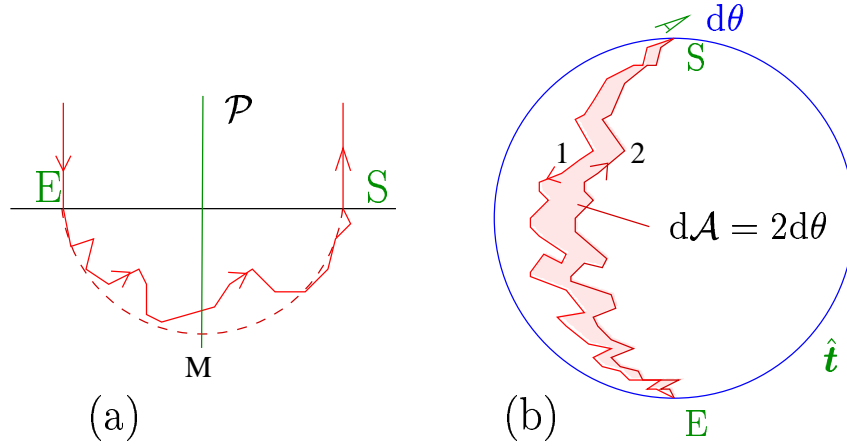 𝒫
E
S
M
(a)
dθ
S
1
2
d𝒜 = 2dθ
t̂
E
(b)